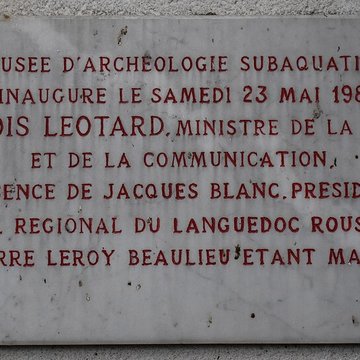 USEE D'ARCHEOLOGIE SUBAQUATI
INAUGURE LE SAMEDI 23 MAI 198
OIS LEOTARD, MINISTRE DE LA
ET DE LA COMMUNICATION,
SENCE DE JACQUES BLANC, PRESID
L REGIONAL DU LANGUEDOC ROUS
RRE LEROY BEAULIEU ETANT MA